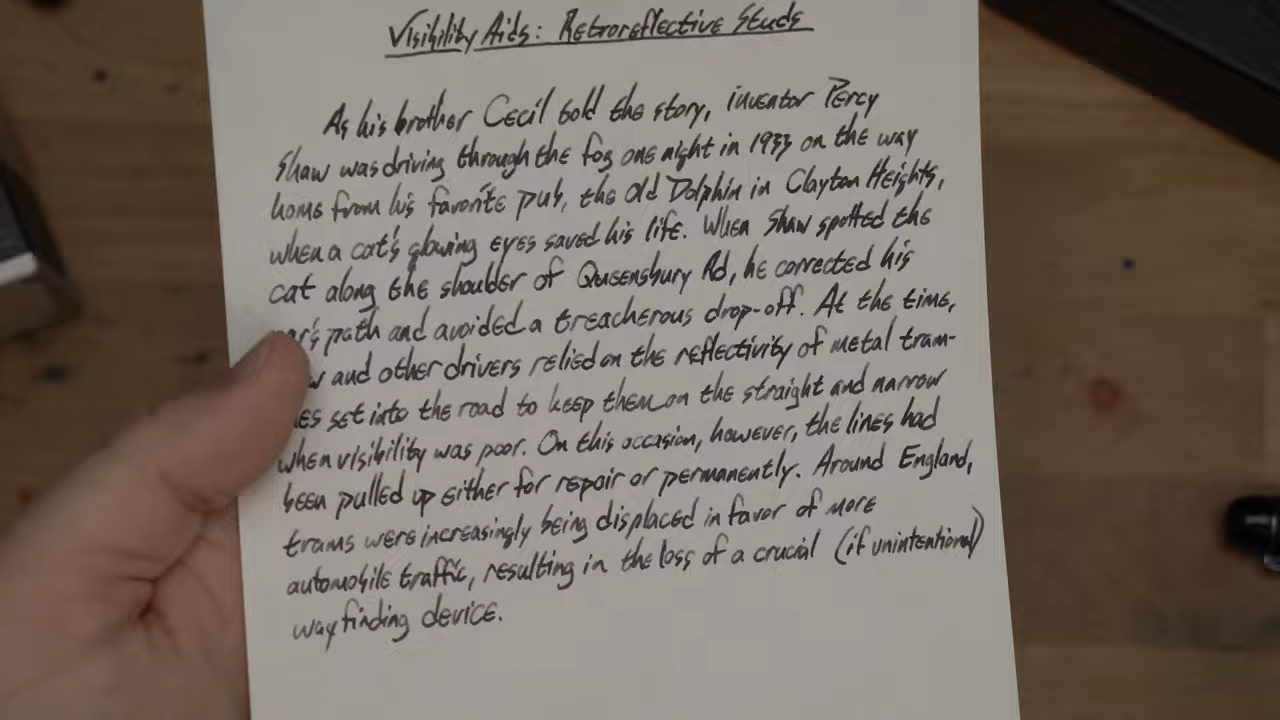 Visibility Aids: Retroreflective Studs
As his brother Cecil told the story, inventor Percy
Shaw was driving through the fog one night in 1933 on the way
home from his favorite pub, the Old Dolphin in Clayton Heights,
when a cat's glowing eyes saved his life. When Shaw spotted the
cat along the shoulder of Queensbury Rd, he corrected his
path and avoided a treacherous drop-off. At the time,
and other drivers relied on the reflectivity of metal tram-
set into the road to keep them on the straight and narrow
when visibility was poor. On this occasion, however, the lines had
been pulled up either for repair or permanently. Around England,
trams were increasingly being displaced in favor of more
automobile traffic, resulting in the loss of a crucial (if unintentional)
wayfinding device.